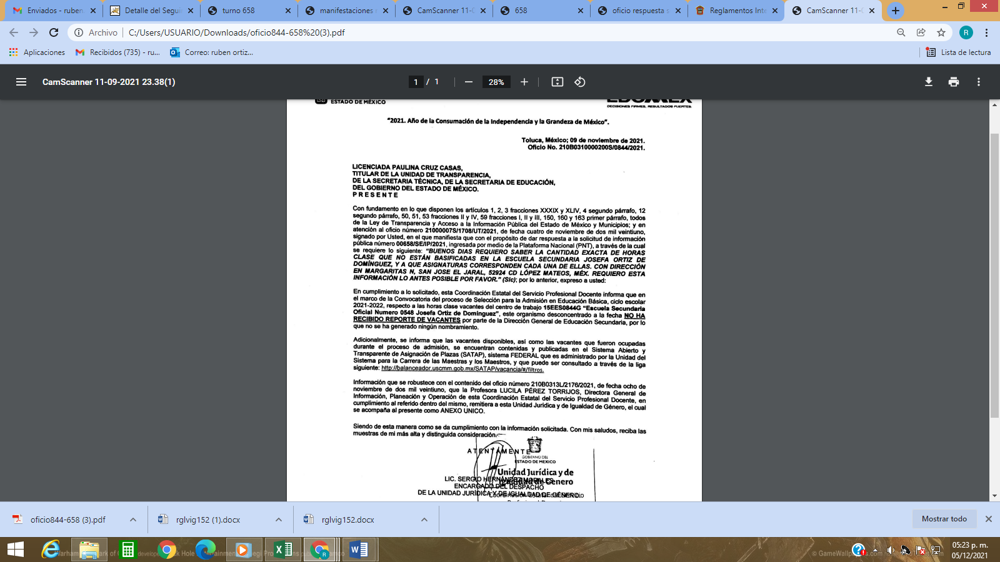 Enviados - ruben.
Detalle del Segui
turno 658
manifestaciones
CamScanner 11-0
658
oficio respuesta s
Reglamentos Inte
CamScanner 11-0
Archivo | C:/Users/USUARIO/Downloads/oficio844-658%20(3).pdf
R
Aplicaciones
Recibidos (735) - ru...
Correo: ruben ortiz...
Lista de lectura
CamScanner 11-09-2021 23.38(1)
1 / 1
28%
ESTADO DE MÉXICO
EDOMEX
DECISIONES FIRMES, RESULTADOS FUERTES.
"2021. Año de la Consumación de la Independencia y la Grandeza de México".
Toluca, México; 09 de noviembre de 2021.
Oficio No. 210B0310000200S/0844/2021.
LICENCIADA PAULINA CRUZ CASAS,
TITULAR DE LA UNIDAD DE TRANSPARENCIA,
DE LA SECRETARIA TÉCNICA, DE LA SECRETARIA DE EDUCACIÓN,
DEL GOBIERNO DEL ESTADO DE MÉXICO.
P R E S E N T E
Con fundamento en lo que disponen los artículos 1, 2, 3 fracciones XXXIX y XLIV, 4 segundo párrafo, 12
segundo párrafo, 50, 51, 53 fracciones II y IV, 59 fracciones I, II y III, 150, 160 y 163 primer párrafo, todos
de la Ley de Transparencia y Acceso a la Información Pública del Estado de México y Municipios; y en
atención al oficio número 21000007S/1708/UT/2021, de fecha cuatro de noviembre de dos mil veintiuno,
signado por Usted, en el que manifiesta que con el propósito de dar respuesta a la solicitud de información
pública número 00658/SE/IP/2021, ingresada por medio de la Plataforma Nacional (PNT), a través de la cual
se requiere lo siguiente: "BUENOS DIAS REQUIERO SABER LA CANTIDAD EXACTA DE HORAS
CLASE QUE NO ESTÁN BASIFICADAS EN LA ESCUELA SECUNDARIA JOSEFA ORTIZ DE
DOMÍNGUEZ, Y A QUE ASIGNATURAS CORRESPONDEN CADA UNA DE ELLAS. CON DIRECCIÓN
EN MARGARITAS N, SAN JOSE EL JARAL, 52924 CD LÓPEZ MATEOS, MÉX. REQUIERO ESTA
INFORMACIÓN LO ANTES POSIBLE POR FAVOR." (Sic); por lo anterior, expreso a usted:
En cumplimiento a lo solicitado, esta Coordinación Estatal del Servicio Profesional Docente informa que en
el marco de la Convocatoria del proceso de Selección para la Admisión en Educación Básica, ciclo escolar
2021-2022, respecto a las horas clase vacantes del centro de trabajo 15EES0844G "Escuela Secundaria
Oficial Numero 0548 Josefa Ortiz de Domínguez", este organismo desconcentrado a la fecha NO HA
RECIBIDO REPORTE DE VACANTES por parte de la Dirección General de Educación Secundaria, por lo
que no se ha generado ningún nombramiento.
Adicionalmente, se informa que las vacantes disponibles, así como las vacantes que fueron ocupadas
durante el proceso de admisión, se encuentran contenidas y publicadas en el Sistema Abierto y
Transparente de Asignación de Plazas (SATAP), sistema FEDERAL que es administrado por la Unidad del
Sistema para la Carrera de las Maestras y los Maestros, y que puede ser consultado a través de la liga
siguiente: http://balanceador.uscmm.gob.mx/SATAP/vacancia/#/filtros.
Información que se robustece con el contenido del oficio número 210B0313L/2176/2021, de fecha ocho de
noviembre de dos mil veintiuno, que la Profesora LUCILA PÉREZ TORRIJOS, Directora General de
Información, Planeación y Operación de esta Coordinación Estatal del Servicio Profesional Docente, en
cumplimiento al referido dentro del mismo, remitiera a esta Unidad Jurídica y de Igualdad de Género, el cual
se acompaña al presente como ANEXO UNICO.
Siendo de esta manera como se da cumplimiento con la información solicitada. Con mis saludos, reciba las
muestras de mi más alta y distinguida consideración.
A T E N T A M E N T E
GOBIERNO DEL
ESTADO DE MÉXICO
Unidad Jurídica y de
Igualdad de Género
LIC. SERGIO HERNÁNDEZ MORALES
ENCARGADO DEL DESPACHO
DE LA UNIDAD JURÍDICA Y DE IGUALDAD DE GÉNERO.
oficio844-658 (3).pdf
rglvig152 (1).docx
rglvig152.docx
Mostrar todo
© GameWallpapers.com
05:23 p. m.
05/12/2021